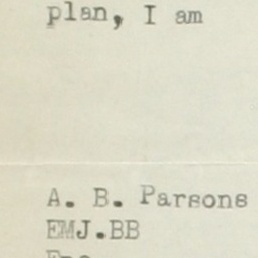 plan, I am
A. B. Parsons
EMJ.BB